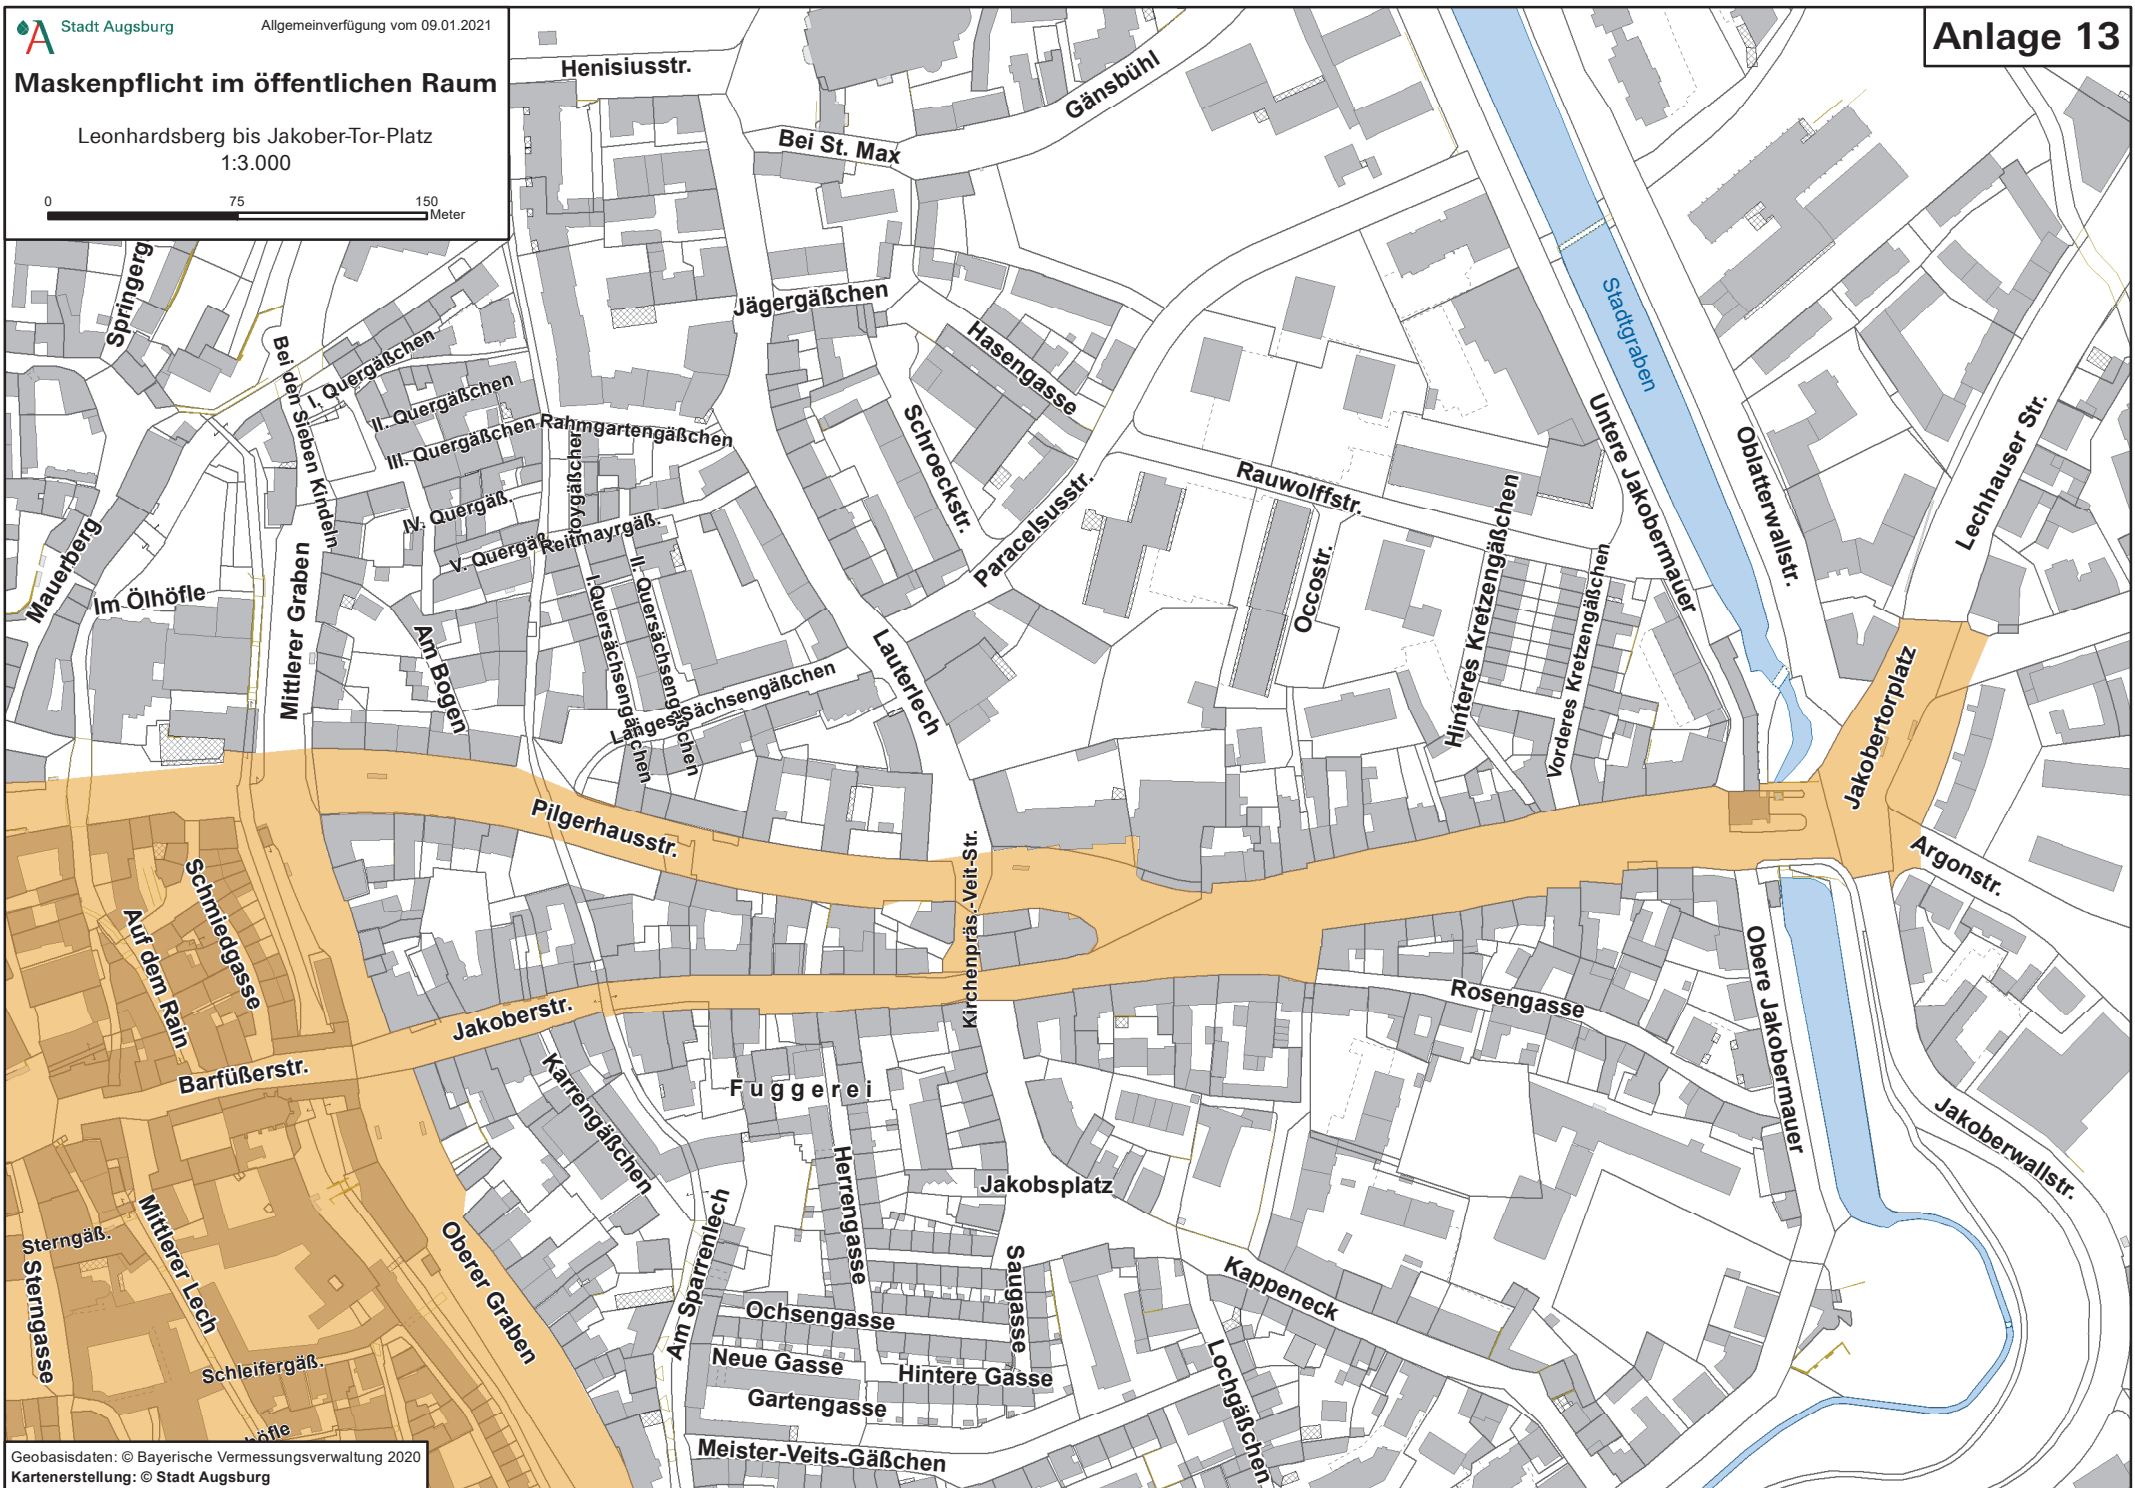 Stadt Augsburg
Allgemeinverfügung vom 09.01.2021
Maskenpflicht im öffentlichen Raum
Leonhardsberg bis Jakober-Tor-Platz
1:3.000
0 75 150
Meter
Anlage 13
Henisiusstr.
Gänsbühl
Bei St. Max
Springerg
Jägergäßchen
Stadtgraben
Bei den Sieben Kindeln
I. Quergäßchen
II. Quergäßchen
III. Quergäßchen
Rahmgartengäßchen
Hasengasse
Schroeckstr.
Paracelsusstr.
Rauwolffstr.
Untere Jakobermauer
Oblatterwallstr.
Lechhauser Str.
IV. Quergäß.
V. Quergäß.
Reitmayrgäß.
Mauerberg
Im Ölhöfle
Mittlerer Graben
Am Bogen
I. Quersächsengäßchen
II. Quersächsengäßchen
Langes Sächsengäßchen
Lauterlech
Occostr.
Hinteres Kretzengäßchen
Vorderes Kretzengäßchen
Jakobertorplatz
Pilgerhausstr.
Kirchenpräs.-Veit-Str.
Argonstr.
Schmiedgasse
Auf dem Rain
Jakoberstr.
Barfüßerstr.
Rosengasse
Obere Jakobermauer
Karrengäßchen
Fuggerei
Herrengasse
Jakobsplatz
Jakoberwallstr.
Sterngäß.
Sterngasse
Mittlerer Lech
Oberer Graben
Am Sparrenlech
Saugasse
Kappeneck
Ochsengasse
Schleifergäß.
Neue Gasse
Hintere Gasse
Gartengasse
Lochgäßchen
höfle
Meister-Veits-Gäßchen
Geobasisdaten: © Bayerische Vermessungsverwaltung 2020
Kartenerstellung: © Stadt Augsburg